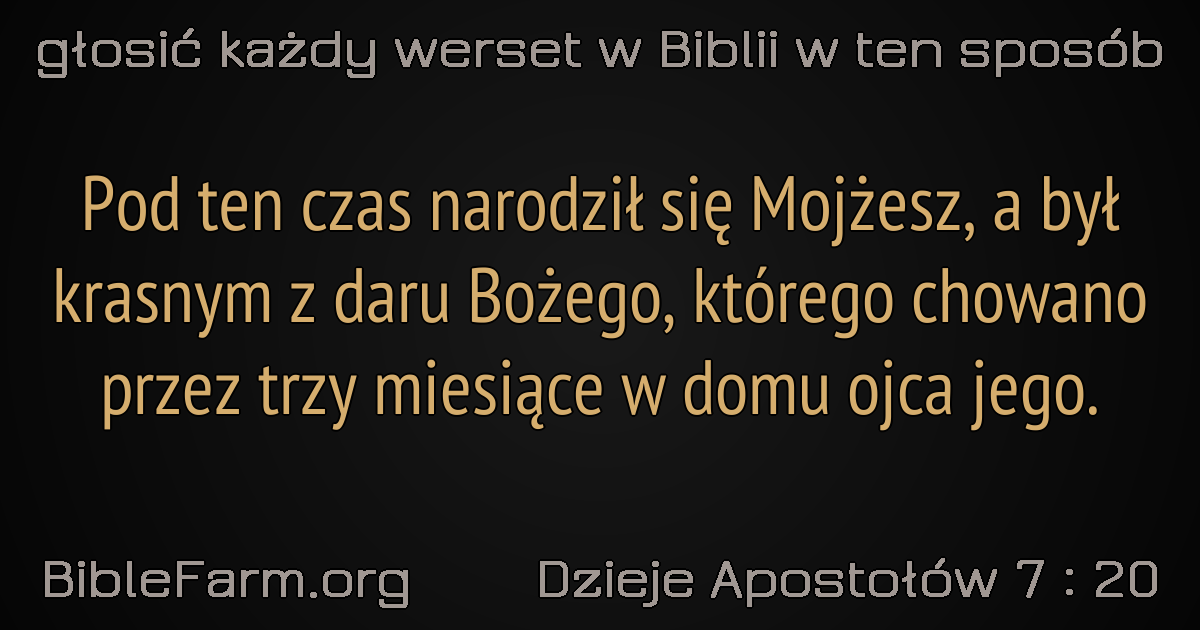 głosić każdy werset w Biblii w ten sposób
Pod ten czas narodził się Mojżesz, a był
krasnym z daru Bożego, którego chowano
przez trzy miesiące w domu ojca jego.
BibleFarm.org
Dzieje Apostołów 7 : 20